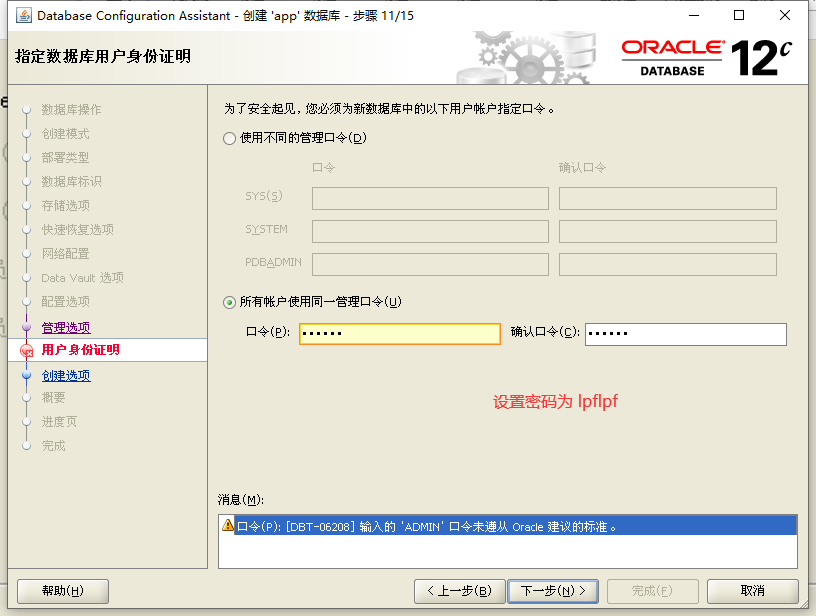 Database Configuration Assistant - 创建 'app' 数据库 - 步骤 11/15
指定数据库用户身份证明
ORACLE
DATABASE
12c
数据库操作
创建模式
部署类型
数据库标识
存储选项
快速恢复选项
网络配置
Data Vault 选项
配置选项
管理选项
用户身份证明
创建选项
概要
进度页
完成
为了安全起见，您必须为新数据库中的以下用户帐户指定口令。
使用不同的管理口令(D)
口令 确认口令
SYS(S)
SYSTEM
PDBADMIN
所有帐户使用同一管理口令(U)
口令(P): •••••• 确认口令(C): ••••••
设置密码为 lpflpf
消息(M):
口令(P): [DBT-06208] 输入的 'ADMIN' 口令未遵从 Oracle 建议的标准。
帮助(H) < 上一步(B) 下一步(N) > 完成(F) 取消